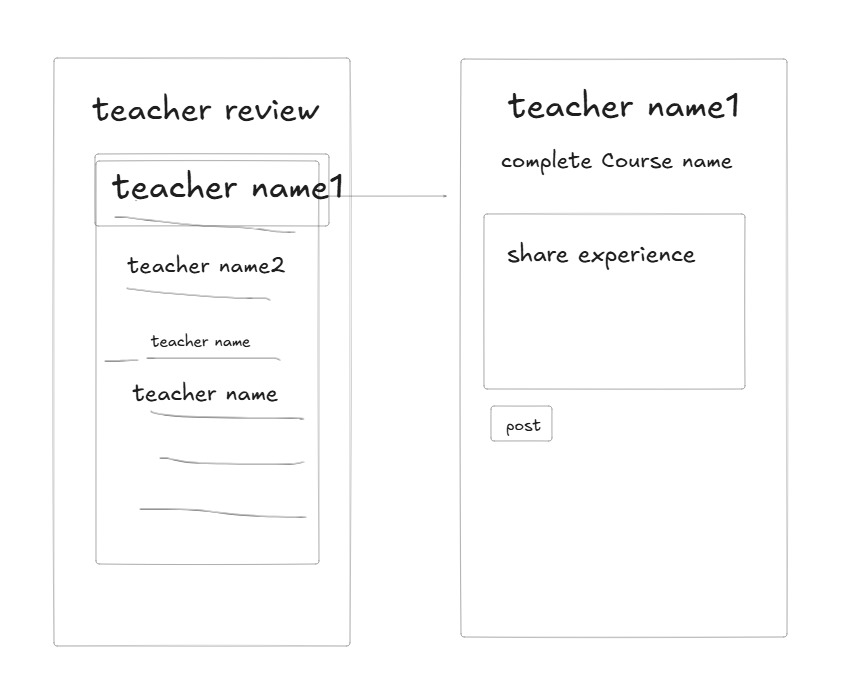 teacher review
teacher name1
teacher name2
teacher name
teacher name
teacher name1
complete Course name
share experience
post